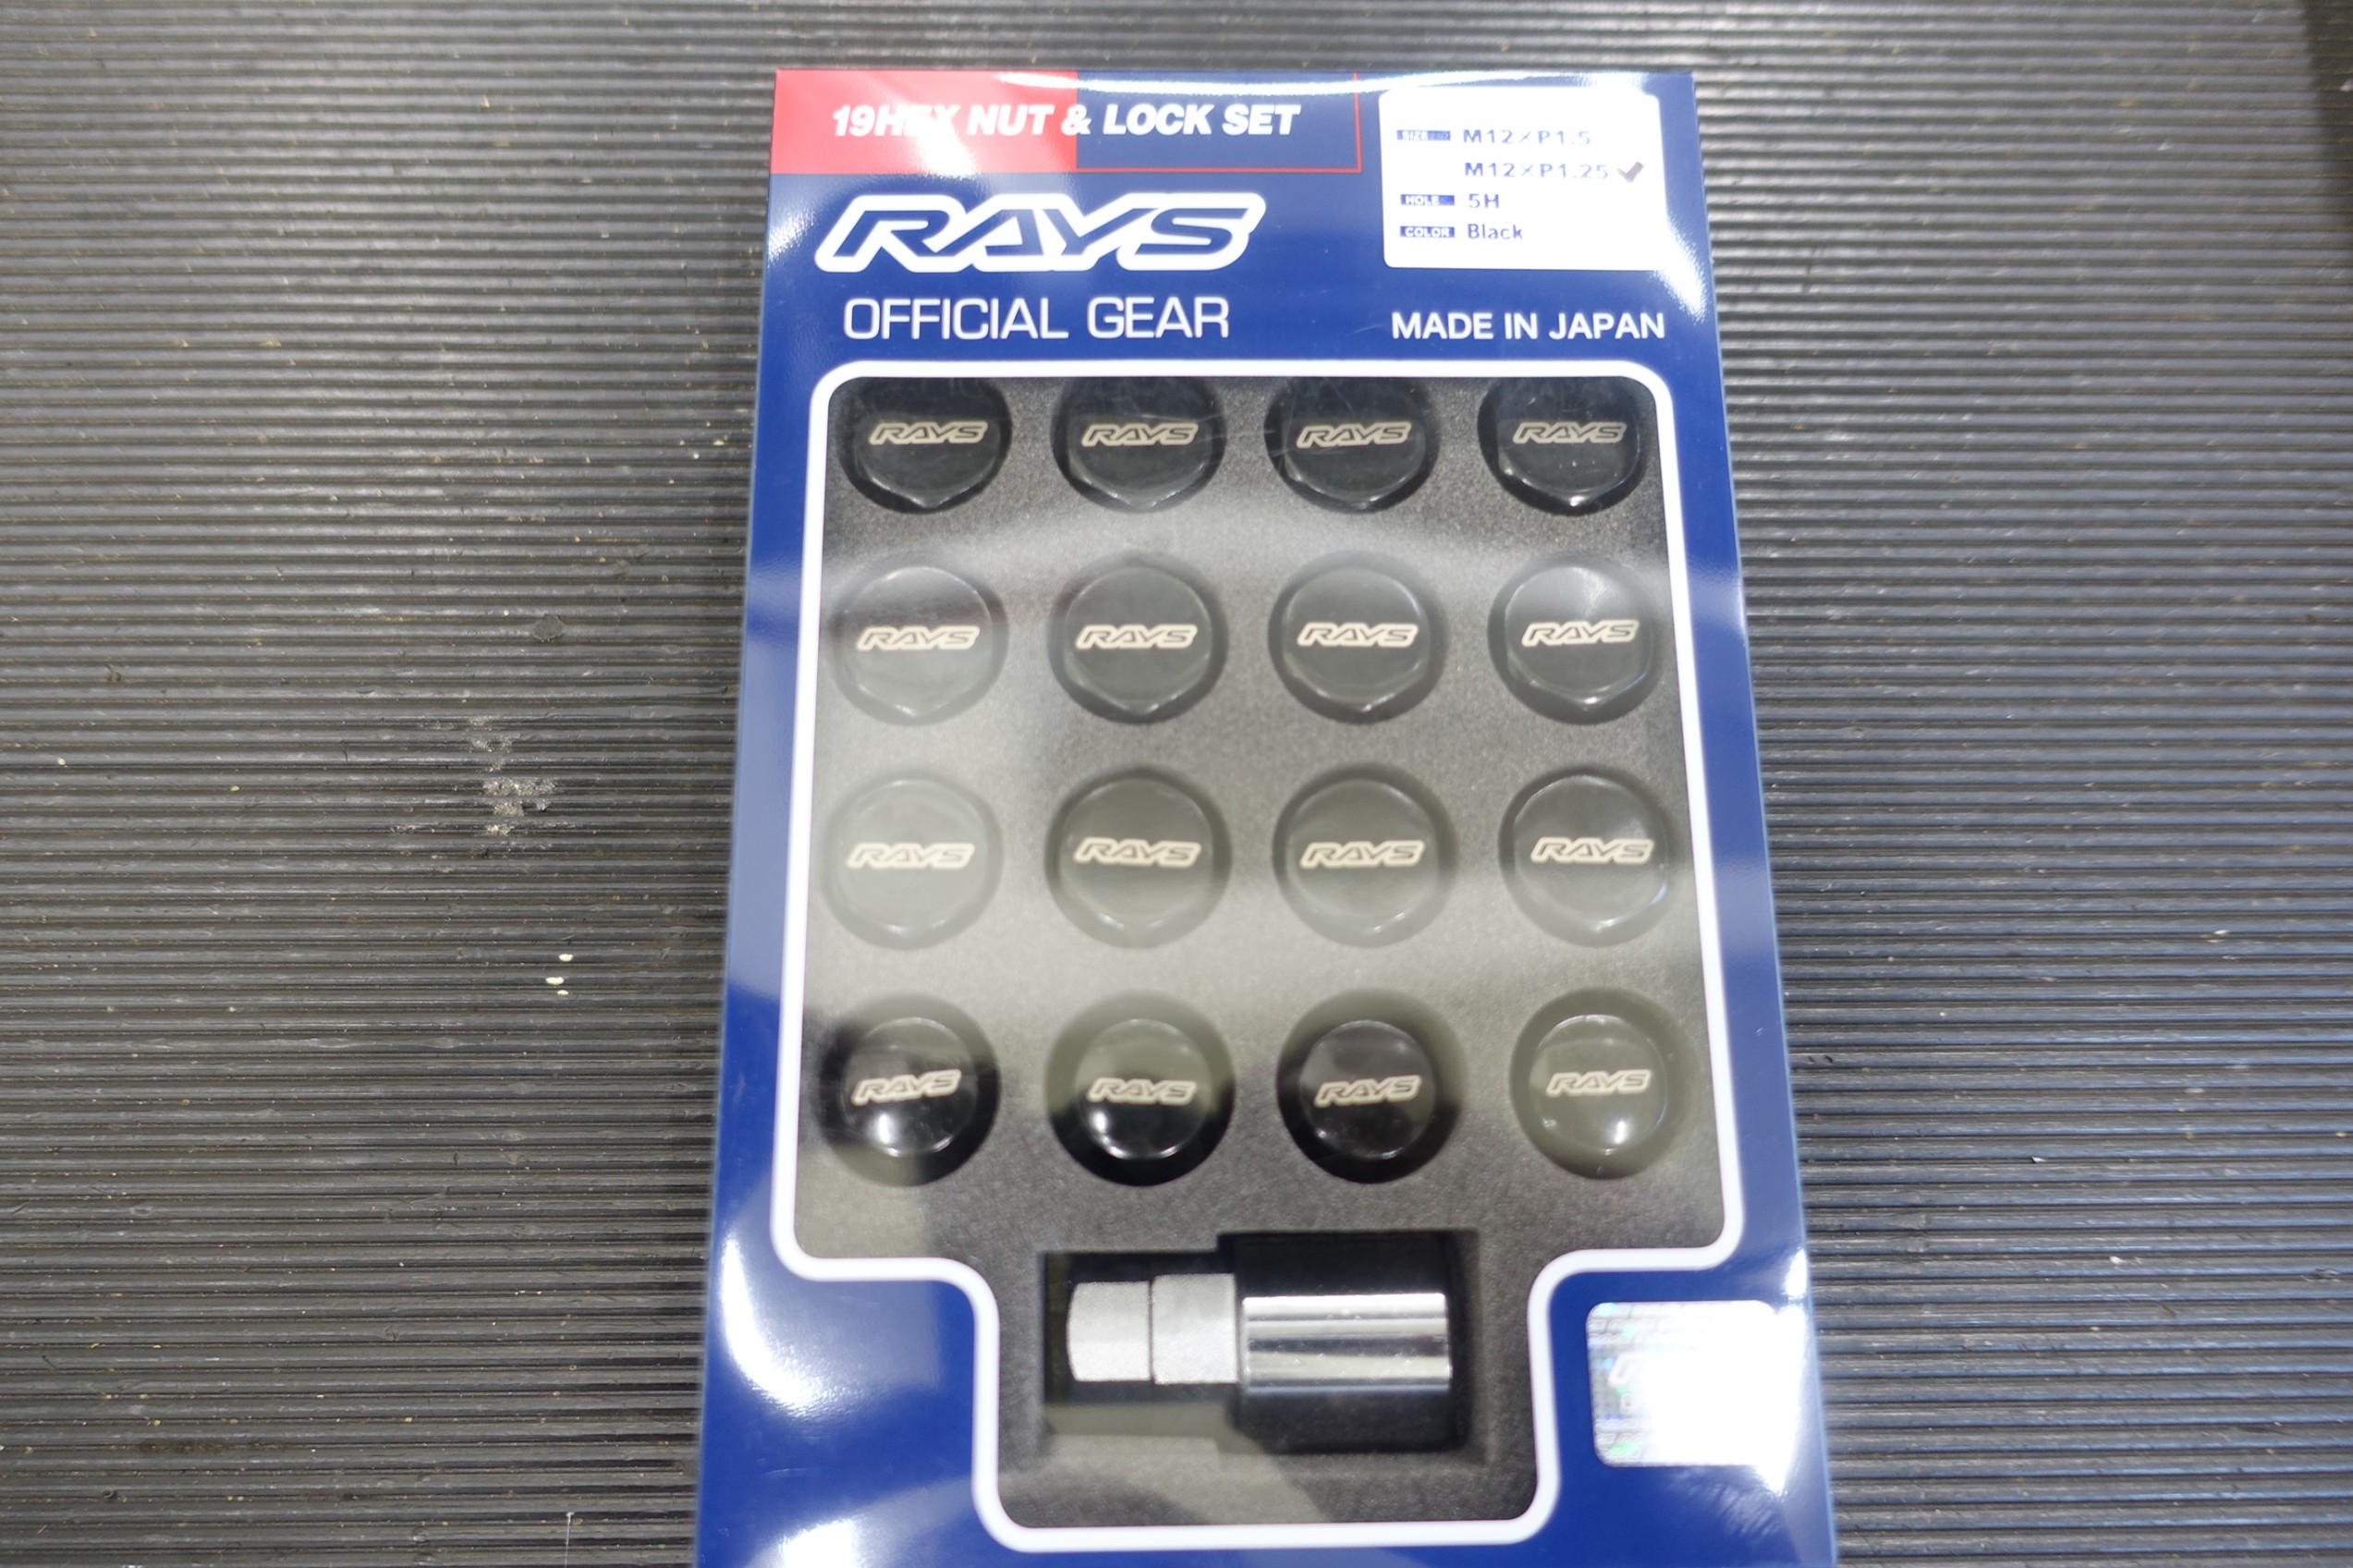 19HEX NUT & LOCK SET
SIZE M12×P1.5
M12×P1.25
HOLE 5H
COLOR Black
RAYS
OFFICIAL GEAR
MADE IN JAPAN
RAYS RAYS RAYS RAYS
RAYS RAYS RAYS RAYS
RAYS RAYS RAYS RAYS
RAYS RAYS RAYS RAYS